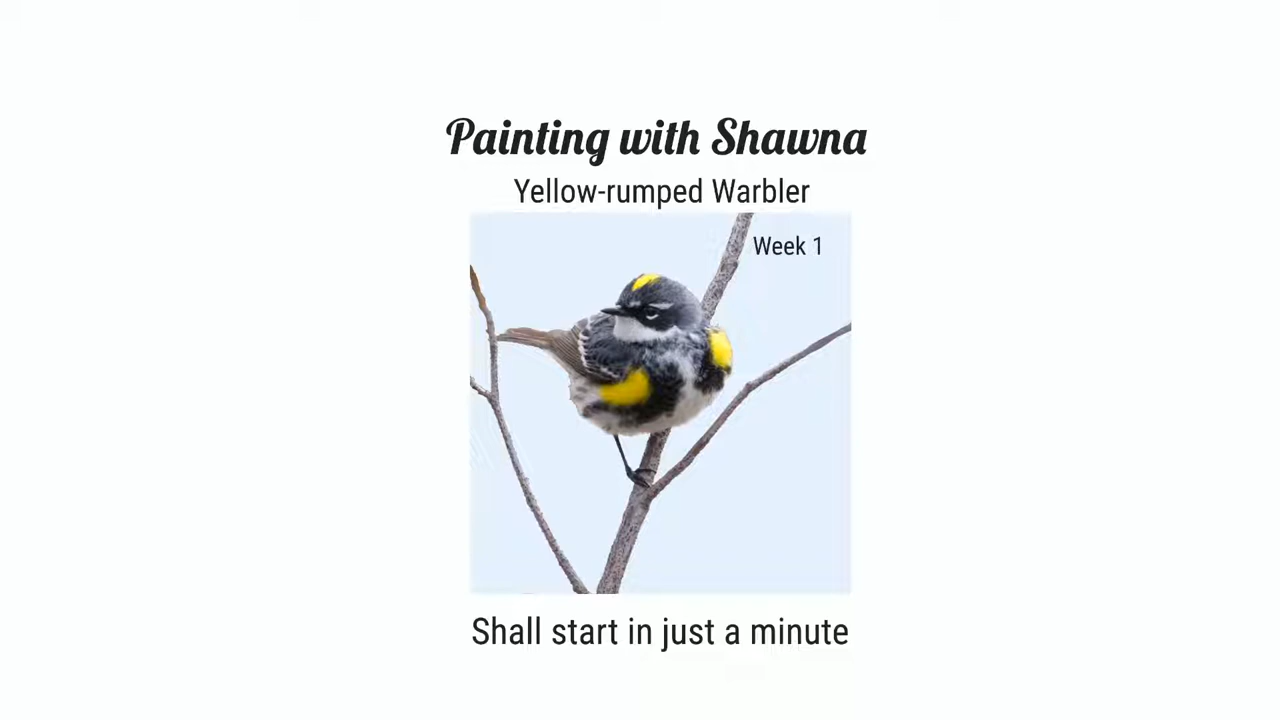 Painting with Shawna
Yellow-rumped Warbler
Week 1
Shall start in just a minute